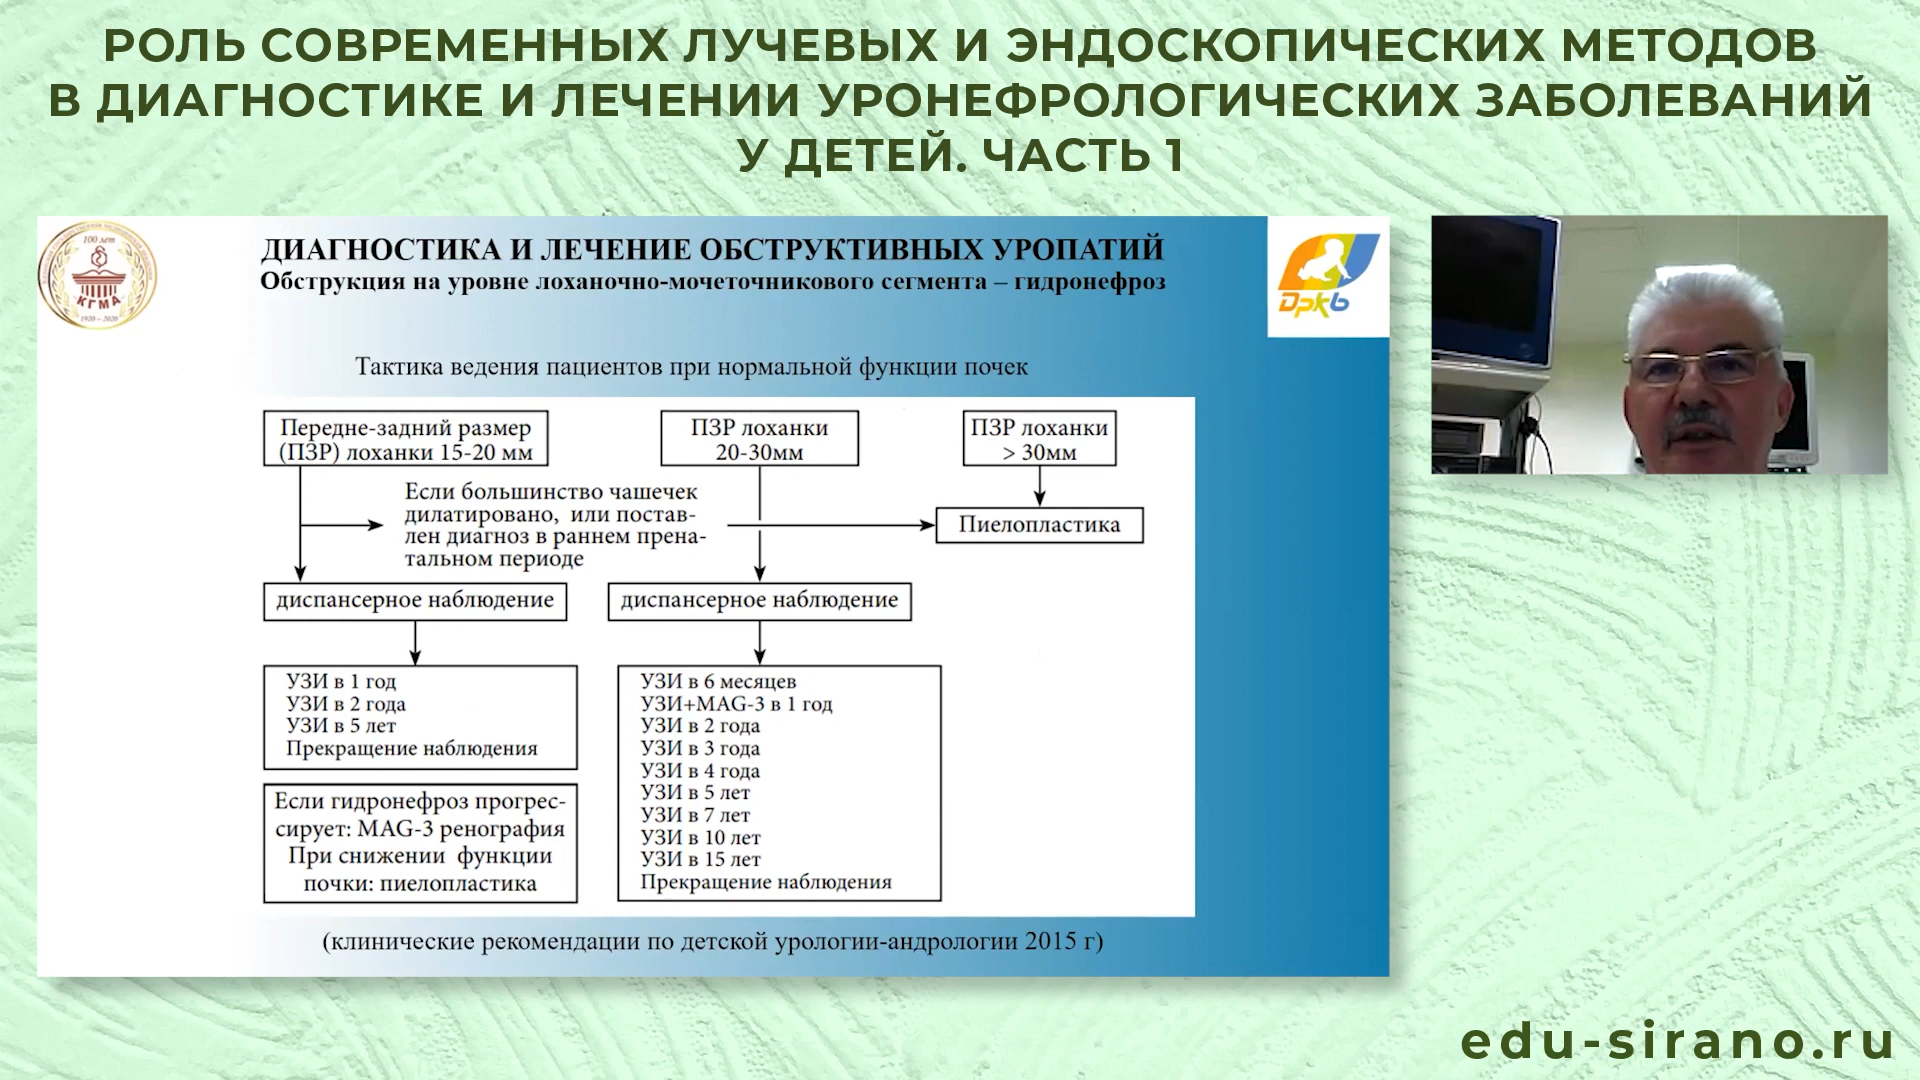 РОЛЬ СОВРЕМЕННЫХ ЛУЧЕВЫХ И ЭНДОСКОПИЧЕСКИХ МЕТОДОВ
В ДИАГНОСТИКЕ И ЛЕЧЕНИИ УРОНЕФРОЛОГИЧЕСКИХ ЗАБОЛЕВАНИЙ
У ДЕТЕЙ. ЧАСТЬ 1
100 лет
КГМА
1920 – 2020
ДИАГНОСТИКА И ЛЕЧЕНИЕ ОБСТРУКТИВНЫХ УРОПАТИЙ
Обструкция на уровне лоханочно-мочеточникового сегмента – гидронефроз
Дркб
Тактика ведения пациентов при нормальной функции почек
Передне-задний размер
(ПЗР) лоханки 15-20 мм
ПЗР лоханки
20-30мм
ПЗР лоханки
> 30мм
Если большинство чашечек
дилатировано, или постав-
лен диагноз в раннем прена-
тальном периоде
Пиелопластика
диспансерное наблюдение
диспансерное наблюдение
УЗИ в 1 год
УЗИ в 2 года
УЗИ в 5 лет
Прекращение наблюдения
Если гидронефроз прогрес-
сирует: MAG-3 ренография
При снижении функции
почки: пиелопластика
УЗИ в 6 месяцев
УЗИ+MAG-3 в 1 год
УЗИ в 2 года
УЗИ в 3 года
УЗИ в 4 года
УЗИ в 5 лет
УЗИ в 7 лет
УЗИ в 10 лет
УЗИ в 15 лет
Прекращение наблюдения
(клинические рекомендации по детской урологии-андрологии 2015 г)
edu-sirano.ru